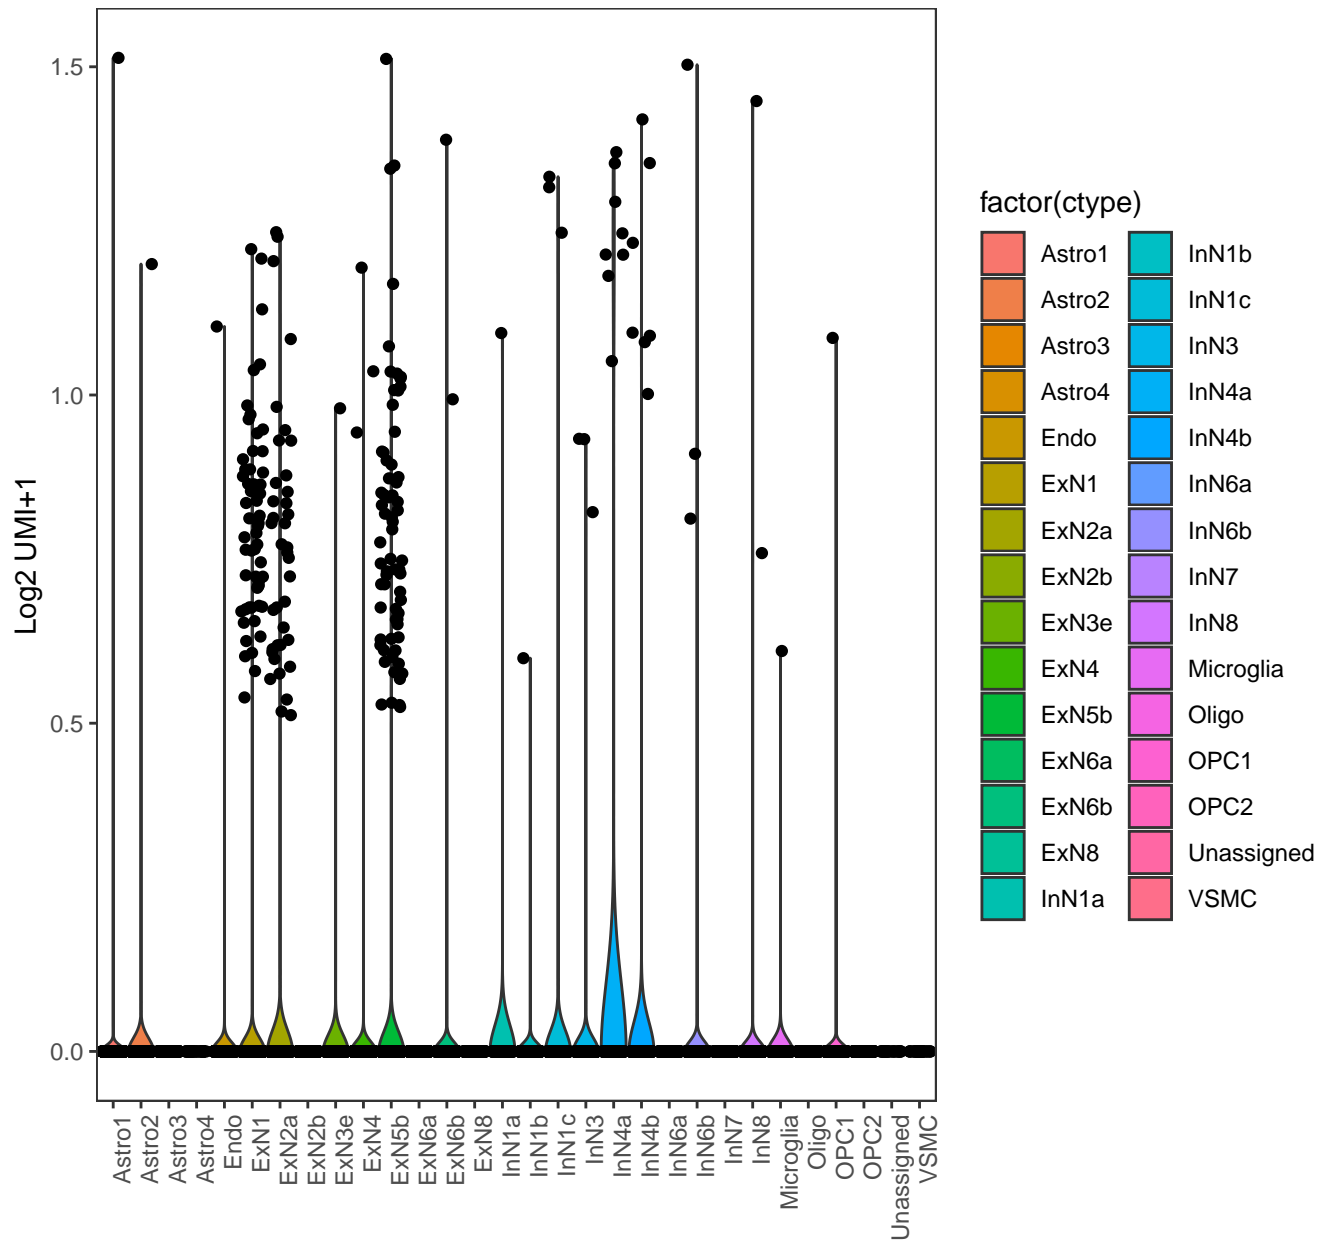 1.5
1.0
0.5
0.0
Log2 UMI+1
Astro1
Astro2
Astro3
Astro4
Endo
ExN1
ExN2a
ExN2b
ExN3e
ExN4
ExN5b
ExN6a
ExN6b
ExN8
InN1a
InN1b
InN1c
InN3
InN4a
InN4b
InN6a
InN6b
InN7
InN8
Microglia
Oligo
OPC1
OPC2
Unassigned
VSMC
factor(ctype)
Astro1
Astro2
Astro3
Astro4
Endo
ExN1
ExN2a
ExN2b
ExN3e
ExN4
ExN5b
ExN6a
ExN6b
ExN8
InN1a
InN1b
InN1c
InN3
InN4a
InN4b
InN6a
InN6b
InN7
InN8
Microglia
Oligo
OPC1
OPC2
Unassigned
VSMC